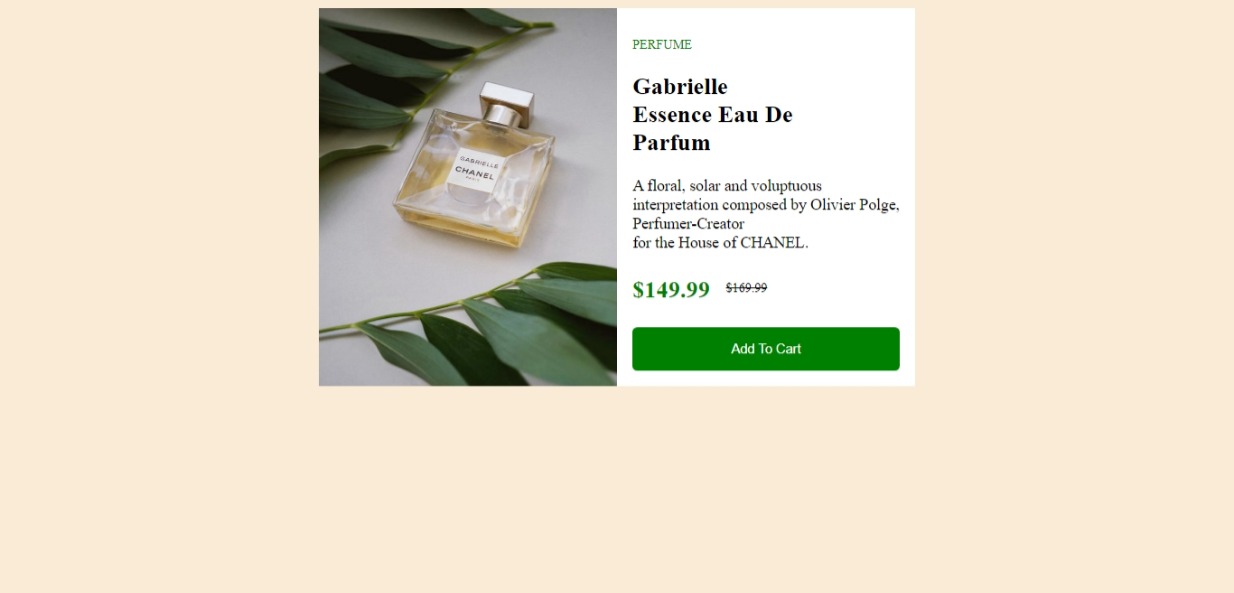 PERFUME
Gabrielle
Essence Eau De
Parfum
A floral, solar and voluptuous
interpretation composed by Olivier Polge,
Perfumer-Creator
for the House of CHANEL.
$149.99 $169.99
Add To Cart
GABRIELLE
CHANEL
PARIS